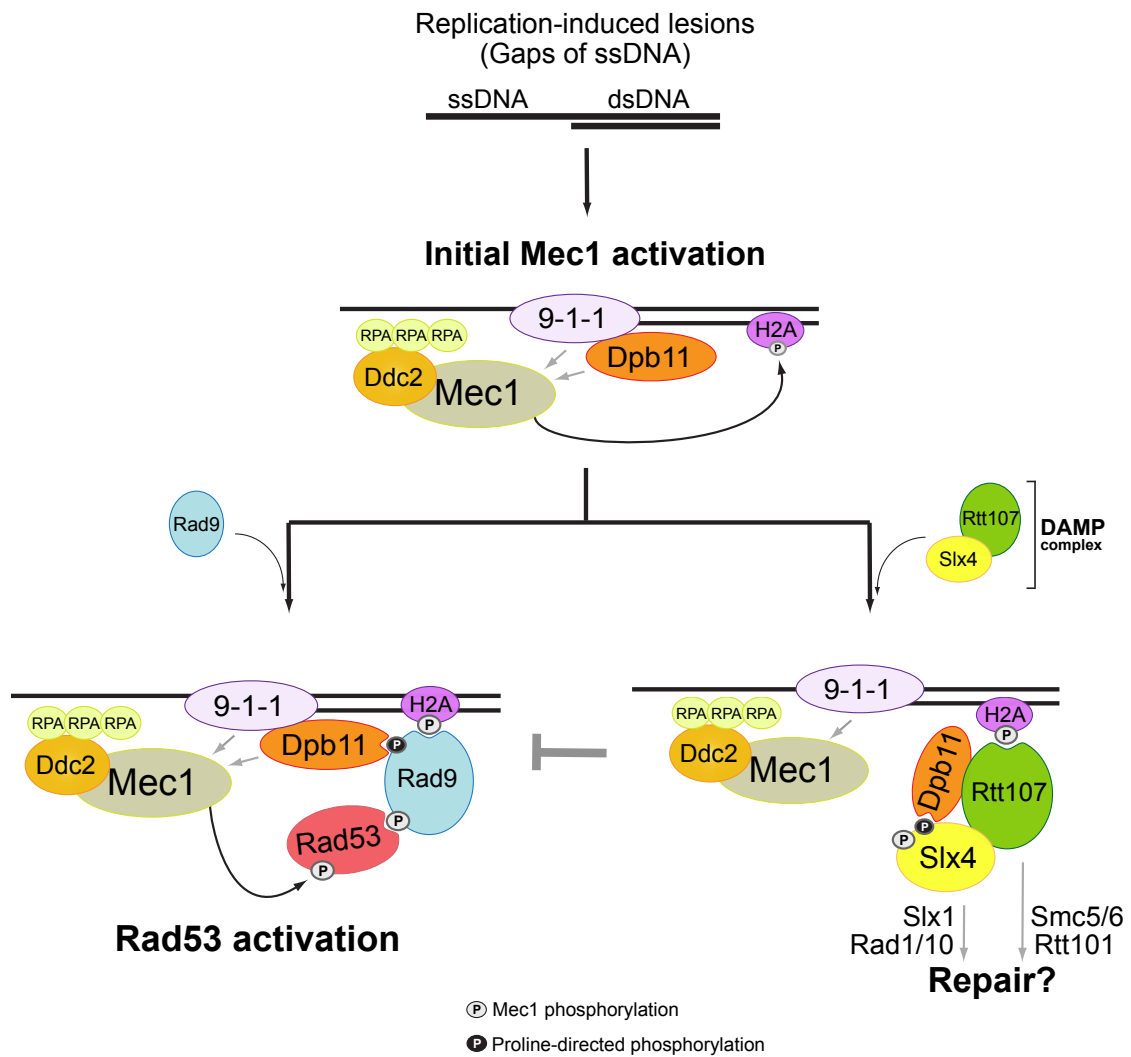 Replication-induced lesions
(Gaps of ssDNA)
ssDNA dsDNA
Initial Mec1 activation
9-1-1
RPA RPA RPA
H2A
P
Ddc2
Mec1
Dpb11
Rad9
Rtt107
Slx4
DAMP
complex
9-1-1
H2A
P
RPA RPA RPA
Ddc2
Mec1
Dpb11
P
Rad9
P
Rad53
P
Rad53 activation
9-1-1
H2A
P
RPA RPA RPA
Ddc2
Mec1
Dpb11
Rtt107
P
P
Slx4
Slx1
Rad1/10
Smc5/6
Rtt101
Repair?
P Mec1 phosphorylation
P Proline-directed phosphorylation